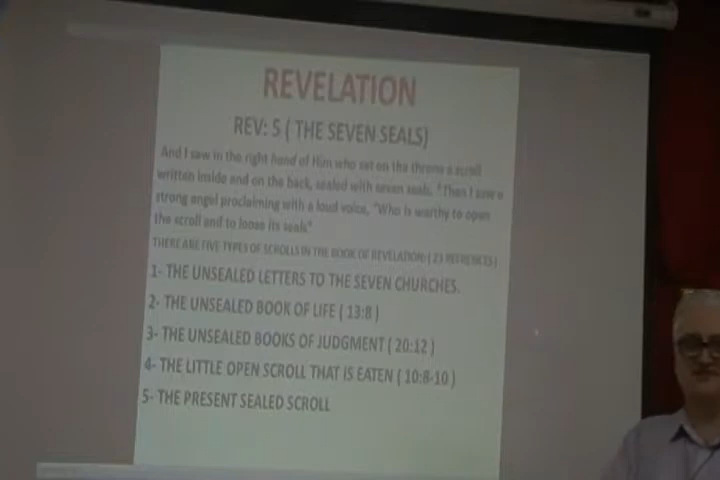 REVELATION
REV: 5 ( THE SEVEN SEALS)
And I saw in the right hand of Him who sat on the throne a scroll
written inside and on the back, sealed with seven seals. Then I saw a
strong angel proclaiming with a loud voice, "Who is worthy to open
the scroll and to loose its seals"
THERE ARE FIVE TYPES OF SCROLLS IN THE BOOK OF REVELATION: ( 23
1- THE UNSEALED LETTERS TO THE SEVEN CHURCHES.
2- THE UNSEALED BOOK OF LIFE ( 13:8 )
3- THE UNSEALED BOOKS OF JUDGMENT ( 20:12 )
4- THE LITTLE OPEN SCROLL THAT IS EATEN ( 10:8-10 )
5- THE PRESENT SEALED SCROLL